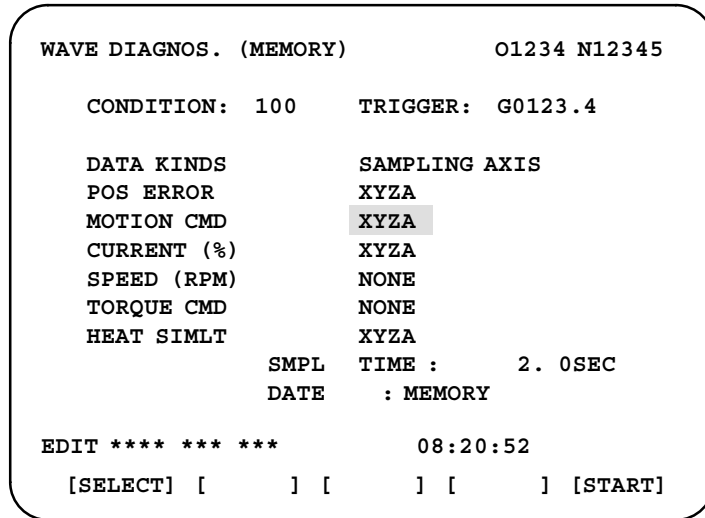 WAVE DIAGNOS. (MEMORY) O1234 N12345
CONDITION: 100 TRIGGER: G0123.4
DATA KINDS SAMPLING AXIS
POS ERROR XYZA
MOTION CMD XYZA
CURRENT (%) XYZA
SPEED (RPM) NONE
TORQUE CMD NONE
HEAT SIMLT XYZA
SMPL TIME : 2. 0SEC
DATE : MEMORY
EDIT **** *** *** 08:20:52
[SELECT] [ ] [ ] [ ] [START]